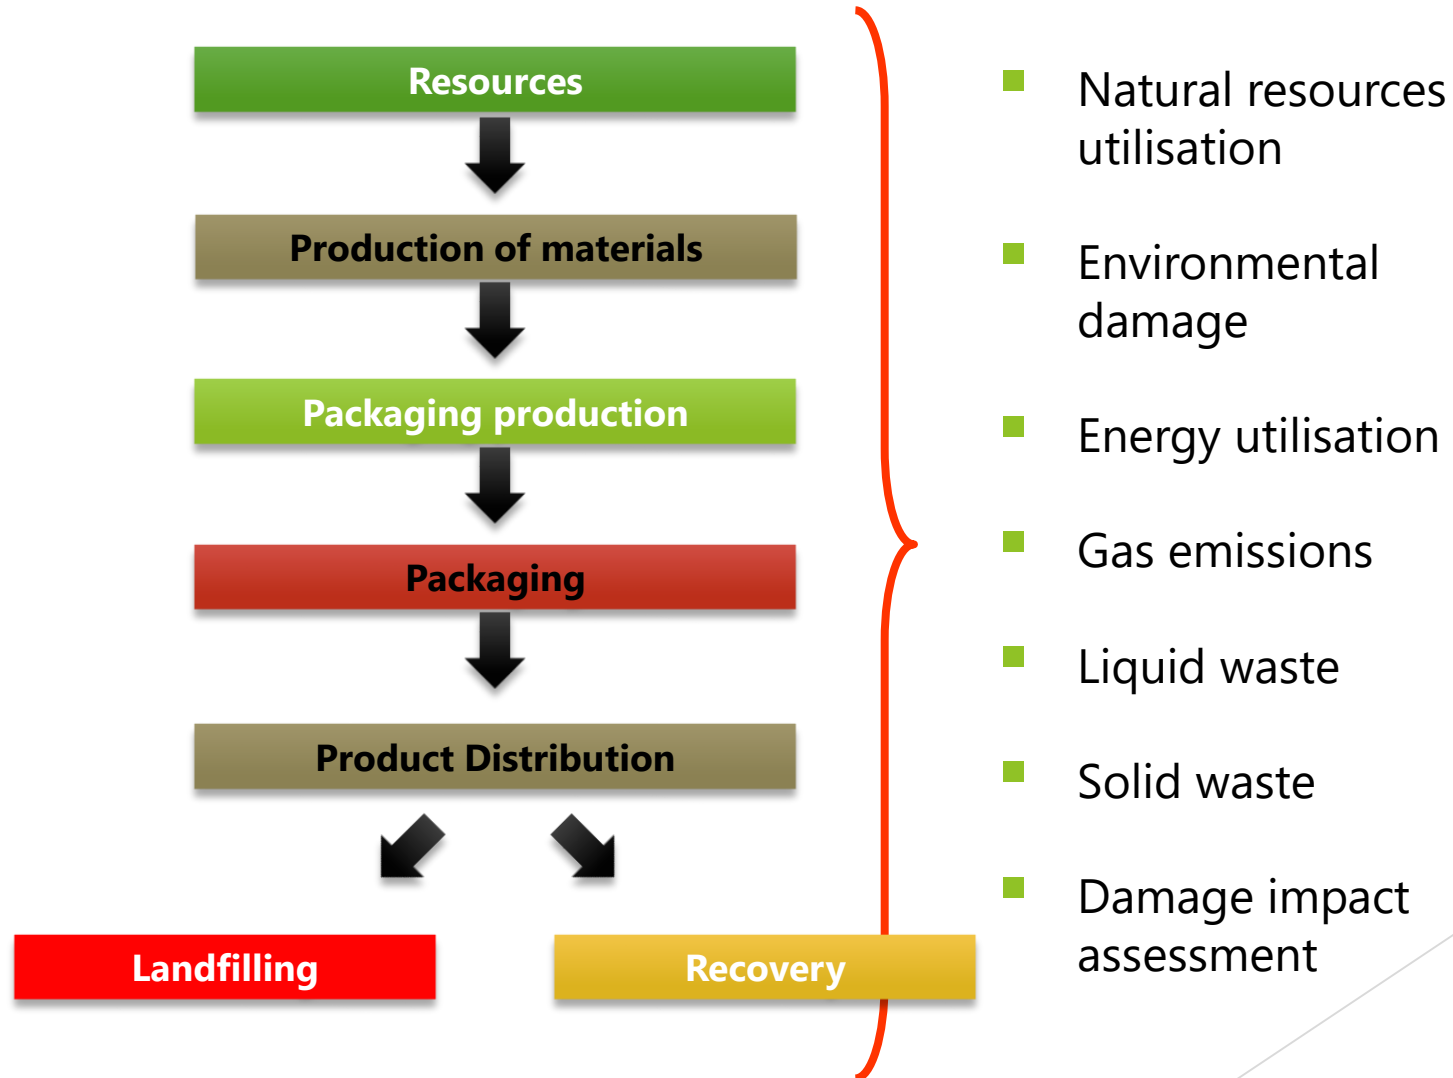 Resources
Production of materials
Packaging production
Packaging
Product Distribution
Landfilling
Recovery
Natural resources
utilisation
Environmental
damage
Energy utilisation
Gas emissions
Liquid waste
Solid waste
Damage impact
assessment